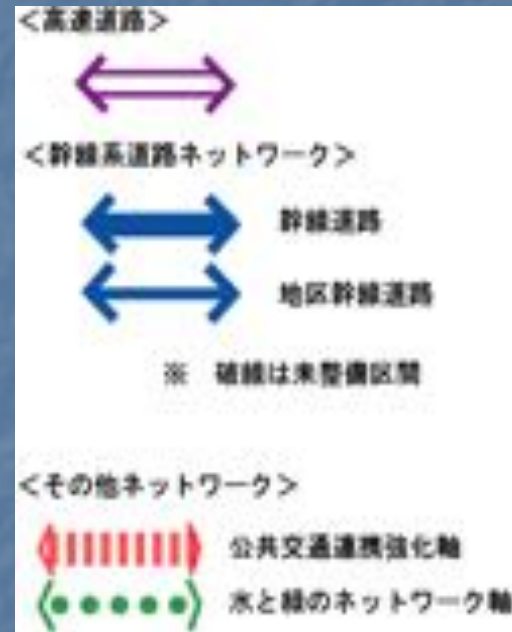 ＜高速道路＞
＜幹線系道路ネットワーク＞
幹線道路
地区幹線道路
※　破線は未整備区間
＜その他ネットワーク＞
公共交通連携強化軸
水と緑のネットワーク軸